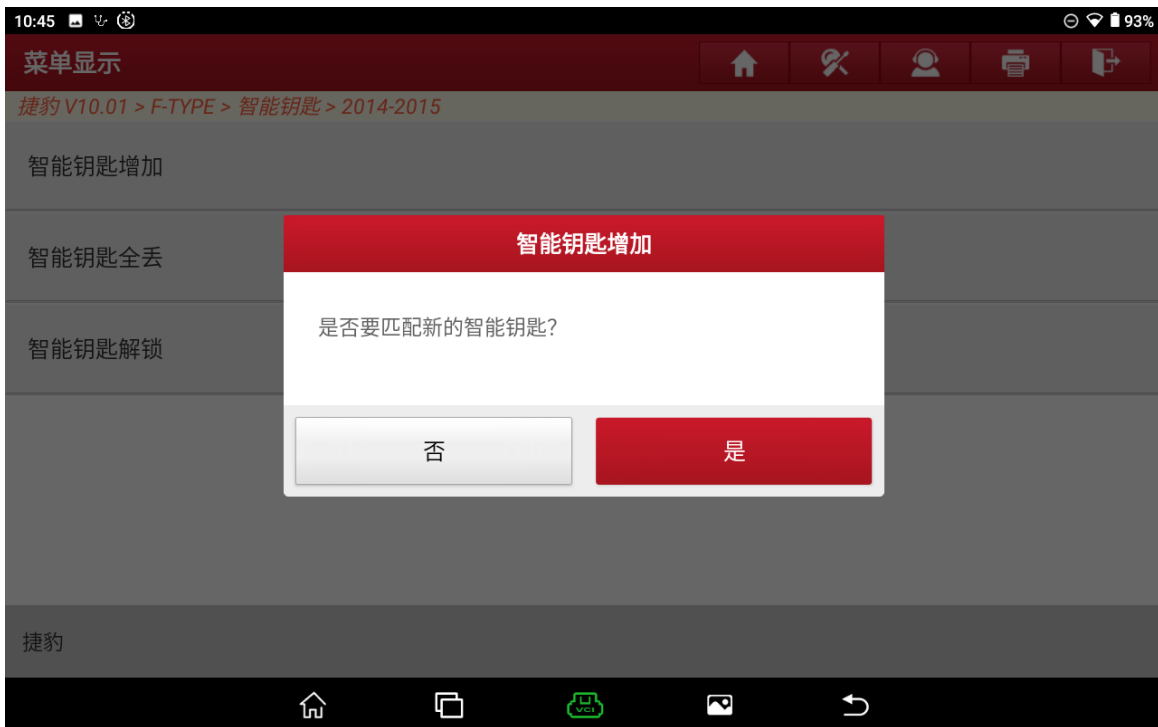 10:45
93%
菜单显示
捷豹 V10.01 > F-TYPE > 智能钥匙 > 2014-2015
智能钥匙增加
智能钥匙全丢
智能钥匙解锁
智能钥匙增加
是否要匹配新的智能钥匙?
否
是
捷豹
VCI